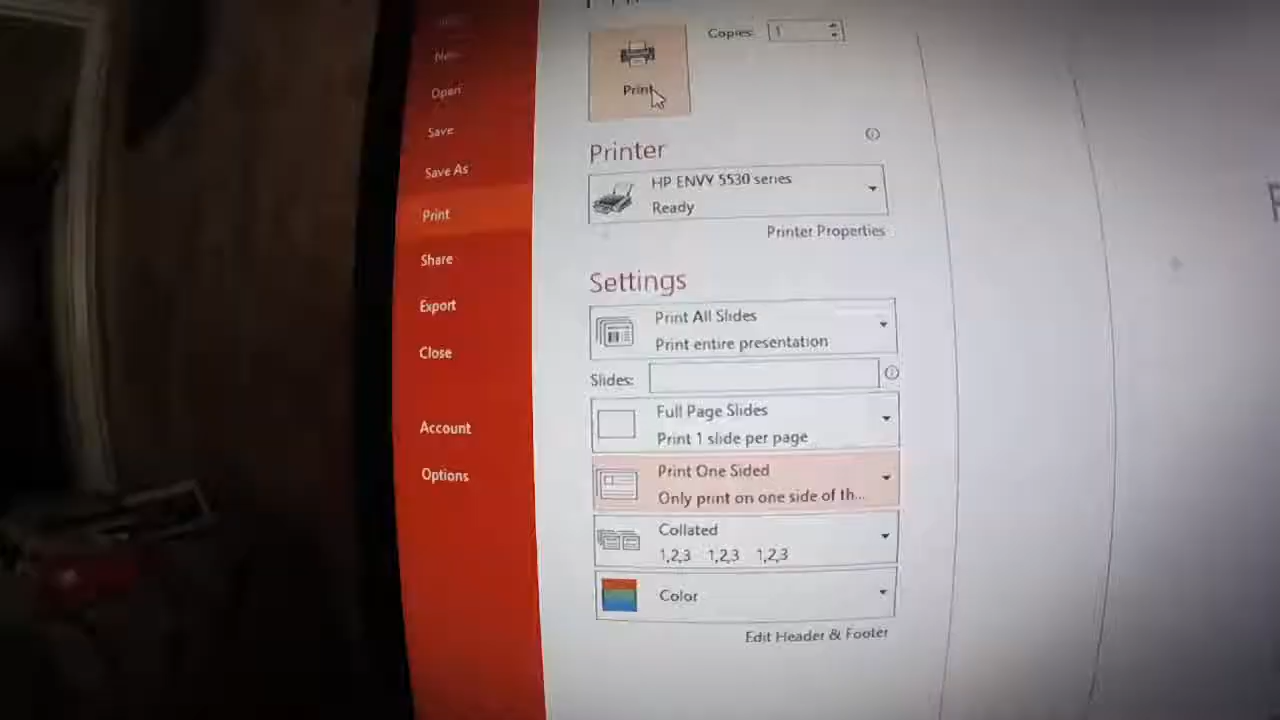 New
Open
Save
Save As
Print
Share
Export
Close
Account
Options
Copies: 1
Print
Printer
HP ENVY 5530 series
Ready
Printer Properties
Settings
Print All Slides
Print entire presentation
Slides:
Full Page Slides
Print 1 slide per page
Print One Sided
Only print on one side of th...
Collated
1,2,3 1,2,3 1,2,3
Color
Edit Header & Footer